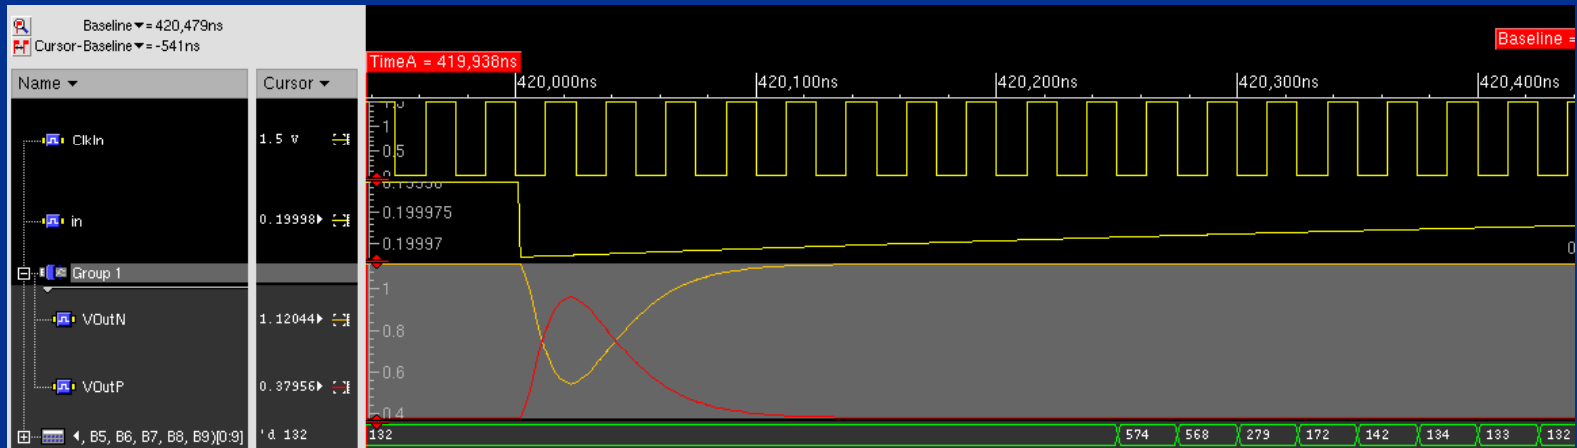 Baseline▼= 420,479ns
Cursor-Baseline▼= -541ns
Baseline =
TimeA = 419,938ns
Name ▼ Cursor ▼
420,000ns 420,100ns 420,200ns 420,300ns 420,400ns
ClkIn 1.5 v
1
0.5
in 0.19998
0.199975
0.19997
Group 1
1
VOutN 1.12044
0.8
0.6
VOutP 0.37956
0.4
, B5, B6, B7, B8, B9)[0:9] 'd 132
132 574 568 279 172 142 134 133 132